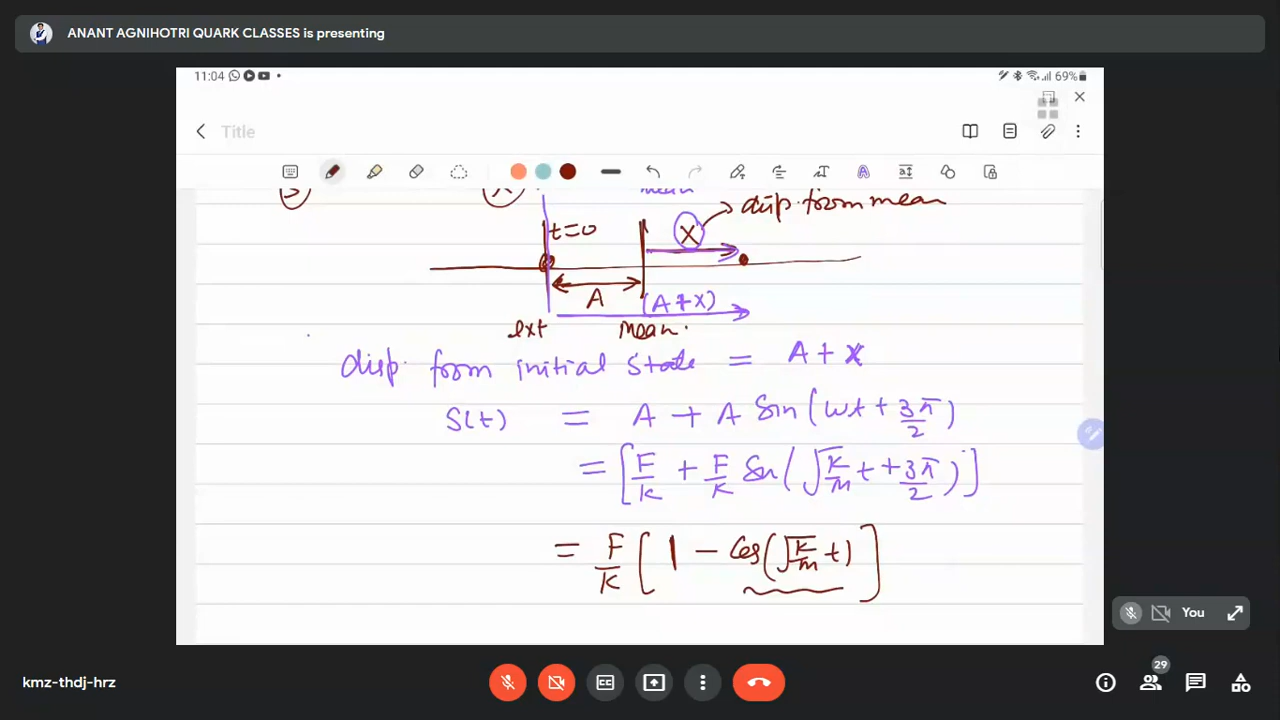 ANANT AGNIHOTRI QUARK CLASSES is presenting
11:04
69%
Title
mean
disp. from mean
t=0
X
A
(A+X)
ext
mean.
disp. from initial state = A + X
S(t) = A + A Sin(ωt + 3π/2)
= [F/K + F/K Sin(√K/m t + +3π/2)]
= F/K [1 - Cos(√K/m t)]
You
kmz-thdj-hrz
29